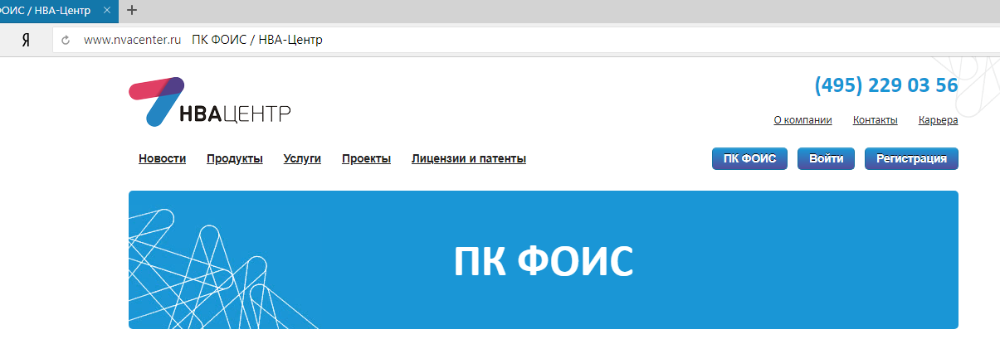 ФОИС / НВА-Центр × +
Я www.nvacenter.ru ПК ФОИС / НВА-Центр
НВАЦЕНТР
(495) 229 03 56
О компании Контакты Карьера
Новости Продукты Услуги Проекты Лицензии и патенты
ПК ФОИС Войти Регистрация
ПК ФОИС